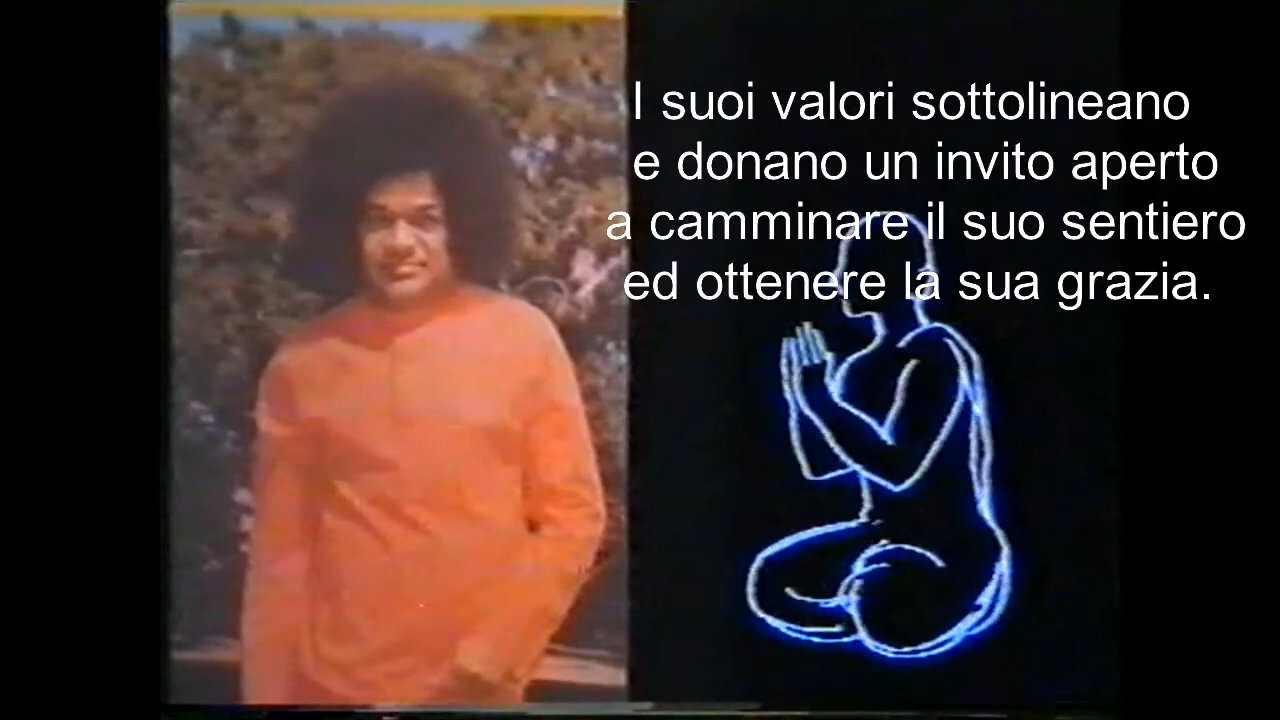 I suoi valori sottolineano
e donano un invito aperto
a camminare il suo sentiero
ed ottenere la sua grazia.